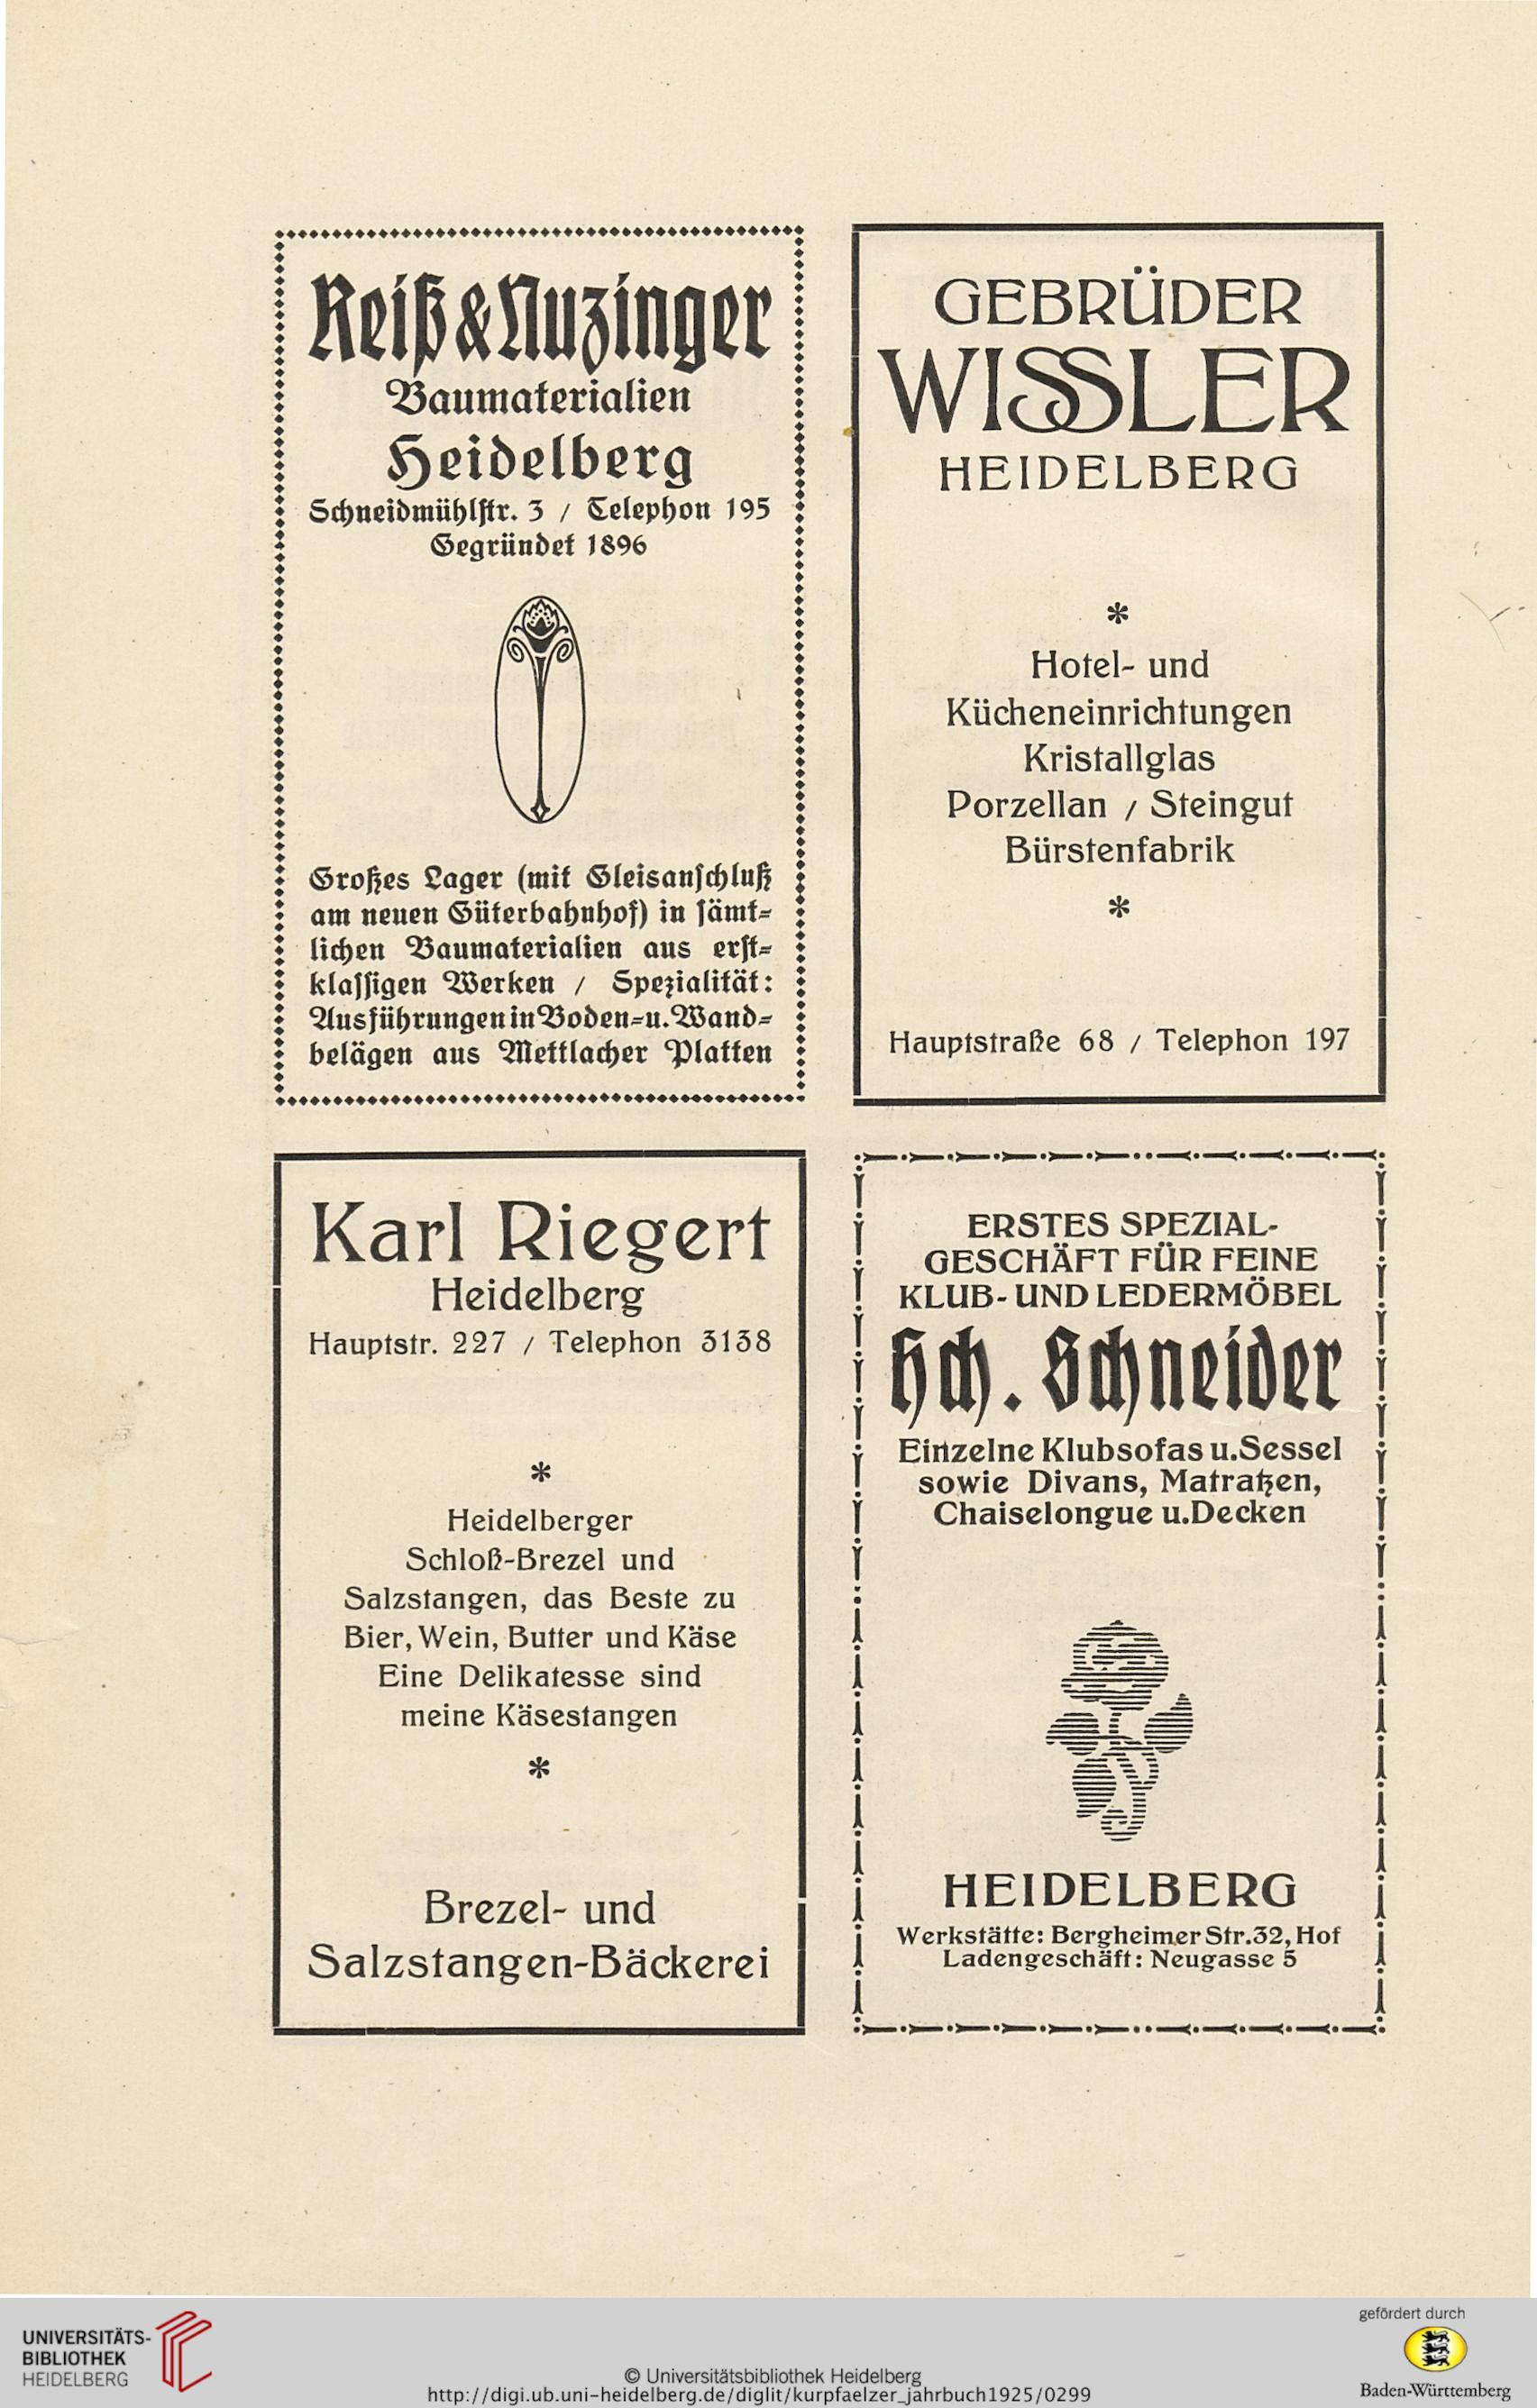 Reiß & Nuzinger
Baumaterialien
Heidelberg
Schneidmühlstr. 3 / Telephon 195
Gegründet 1896
Großes Lager (mit Gleisanschluß
am neuen Güterbahnhof) in sämt-
lichen Baumaterialien aus erst-
klassigen Werken / Spezialität:
Ausführungen in Boden- u. Wand-
belägen aus Mettlacher Platten
GEBRÜDER
WISSLER
HEIDELBERG
*
Hotel- und
Kücheneinrichtungen
Kristallglas
Porzellan / Steingut
Bürstenfabrik
*
Hauptstraße 68 / Telephon 197
Karl Riegert
Heidelberg
Hauptstr. 227 / Telephon 3138
*
Heidelberger
Schloß-Brezel und
Salzstangen, das Beste zu
Bier, Wein, Butter und Käse
Eine Delikatesse sind
meine Käsestangen
*
Brezel- und
Salzstangen-Bäckerei
ERSTES SPEZIAL-
GESCHÄFT FÜR FEINE
KLUB- UND LEDERMÖBEL
Hch. Schneider
Einzelne Klubsofas u. Sessel
sowie Divans, Matratzen,
Chaiselongue u. Decken
HEIDELBERG
Werkstätte: Bergheimer Str. 32, Hof
Ladengeschäft: Neugasse 5
UNIVERSITÄTS-
BIBLIOTHEK
HEIDELBERG
© Universitätsbibliothek Heidelberg
http://digi.ub.uni-heidelberg.de/diglit/kurpfaelzer_jahrbuch1925/0299
gefördert durch
Baden-Württemberg